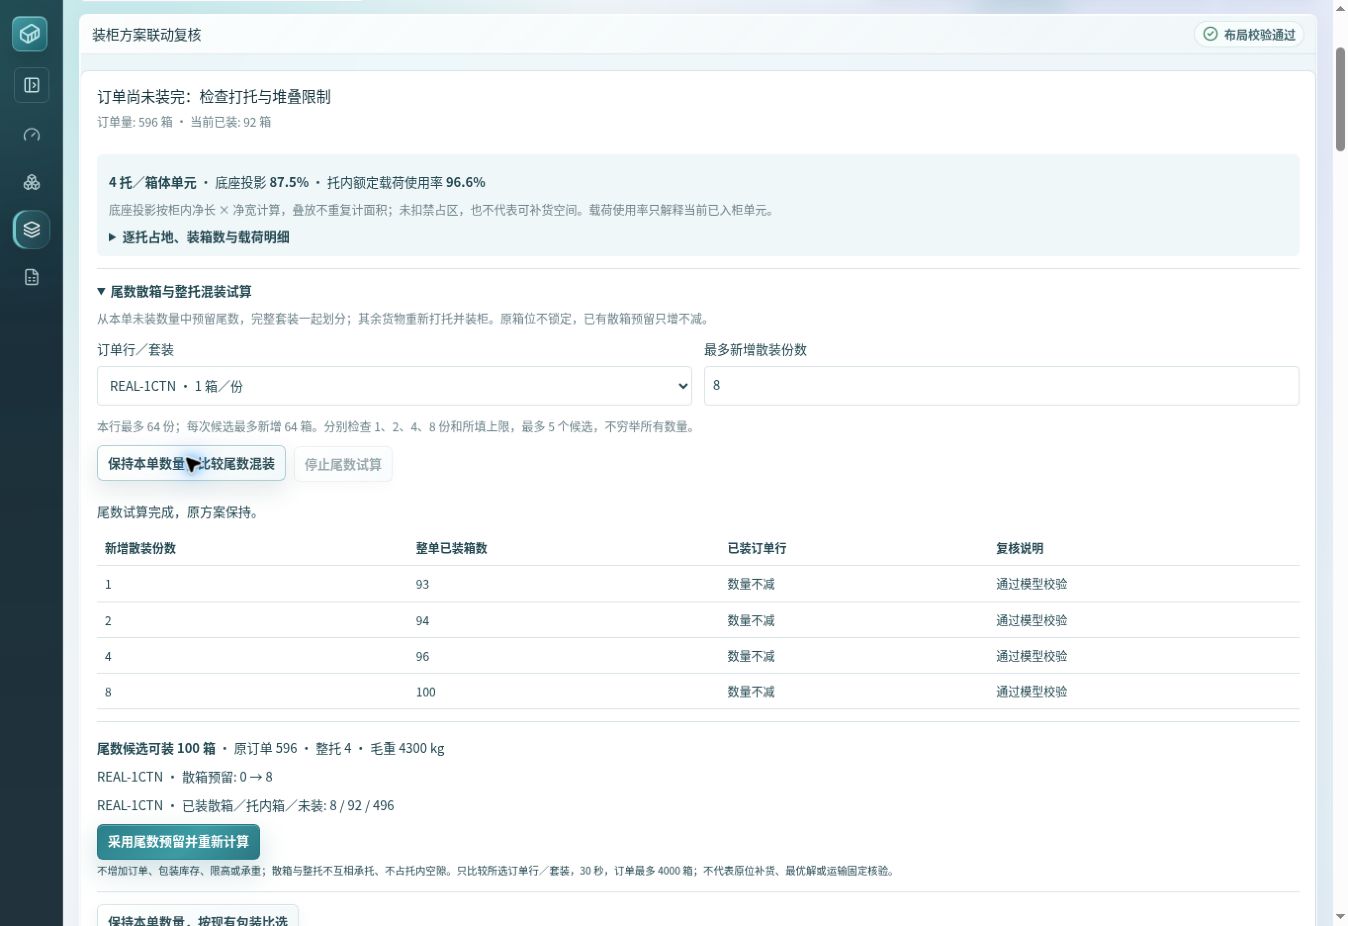 装柜方案联动复核
布局校验通过
订单尚未装完：检查打托与堆叠限制
订单量: 596 箱 · 当前已装: 92 箱
4 托／箱体单元 · 底座投影 87.5% · 托内额定载荷使用率 96.6%
底座投影按柜内净长 × 净宽计算，叠放不重复计面积；未扣禁占区，也不代表可补货空间。载荷使用率只解释当前已入柜单元。
逐托占地、装箱数与载荷明细
尾数散箱与整托混装试算
从本单未装数量中预留尾数，完整套装一起划分；其余货物重新打托并装柜。原箱位不锁定，已有散箱预留只增不减。
订单行／套装
最多新增散装份数
REAL-1CTN · 1 箱／份
8
本行最多 64 份；每次候选最多新增 64 箱。分别检查 1、2、4、8 份和所填上限，最多 5 个候选，不穷举所有数量。
保持本单数量 比较尾数混装
停止尾数试算
尾数试算完成，原方案保持。
新增散装份数 整单已装箱数 已装订单行 复核说明
1 93 数量不减 通过模型校验
2 94 数量不减 通过模型校验
4 96 数量不减 通过模型校验
8 100 数量不减 通过模型校验
尾数候选可装 100 箱 · 原订单 596 · 整托 4 · 毛重 4300 kg
REAL-1CTN · 散箱预留: 0 → 8
REAL-1CTN · 已装散箱／托内箱／未装: 8 / 92 / 496
采用尾数预留并重新计算
不增加订单、包装库存、限高或承重；散箱与整托不互相承托、不占托内空隙。只比较所选订单行／套装，30 秒，订单最多 4000 箱；不代表原位补货、最优解或运输固定核验。
保持本单数量，按现有包装比选